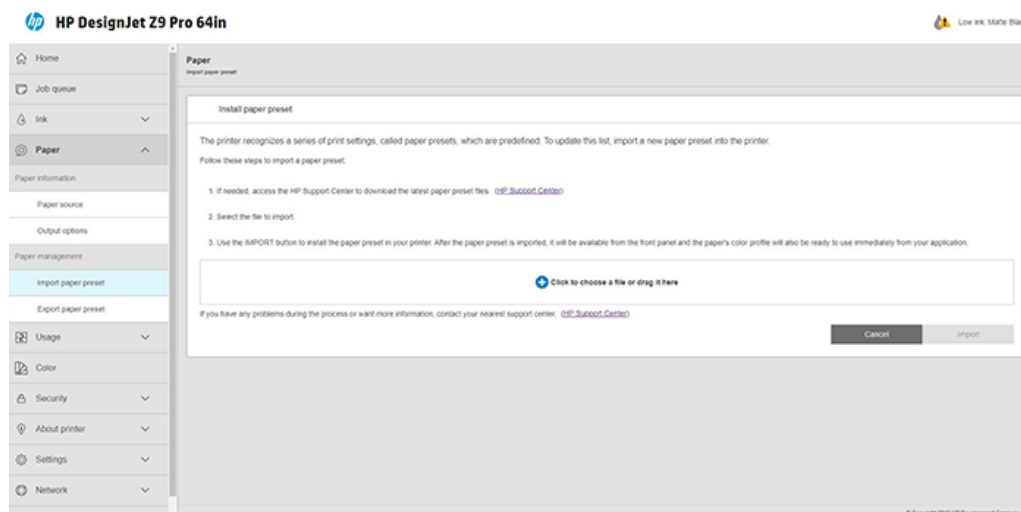 hp HP DesignJet Z9 Pro 64in
Low ink: Matte
Home
Job queue
Ink
Paper
Paper information
Paper source
Output options
Paper management
Import paper preset
Export paper preset
Usage
Color
Security
About printer
Settings
Network
Paper
Import paper preset
Install paper preset
The printer recognizes a series of print settings, called paper presets, which are predefined. To update this list, import a new paper preset into the printer.
Follow these steps to import a paper preset:
1. If needed, access the HP Support Center to download the latest paper preset files. (HP Support Center)
2. Select the file to import.
3. Use the IMPORT button to install the paper preset in your printer. After the paper preset is imported, it will be available from the front panel and the paper's color profile will also be ready to use immediately from your application.
Click to choose a file or drag it here
If you have any problems during the process or want more information, contact your nearest support center. (HP Support Center)
Cancel
Import